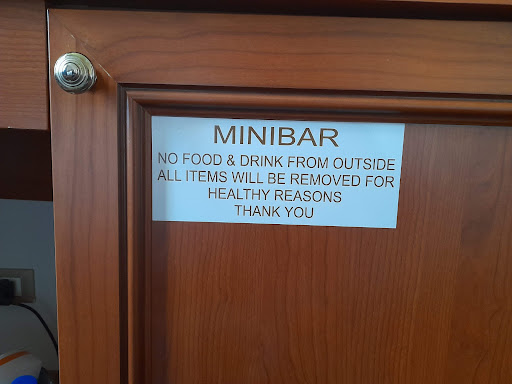 MINIBAR
NO FOOD & DRINK FROM OUTSIDE
ALL ITEMS WILL BE REMOVED FOR
HEALTHY REASONS
THANK YOU